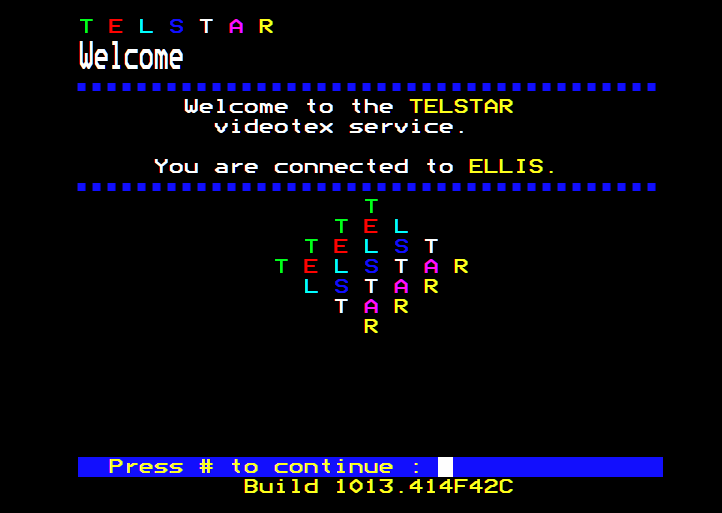 T E L S T A R
Welcome
Welcome to the TELSTAR
videotex service.
You are connected to ELLIS.
T
T E L
T E L S T
T E L S T A R
L S T A R
T A R
R
Press # to continue :
Build 1013.414F42C